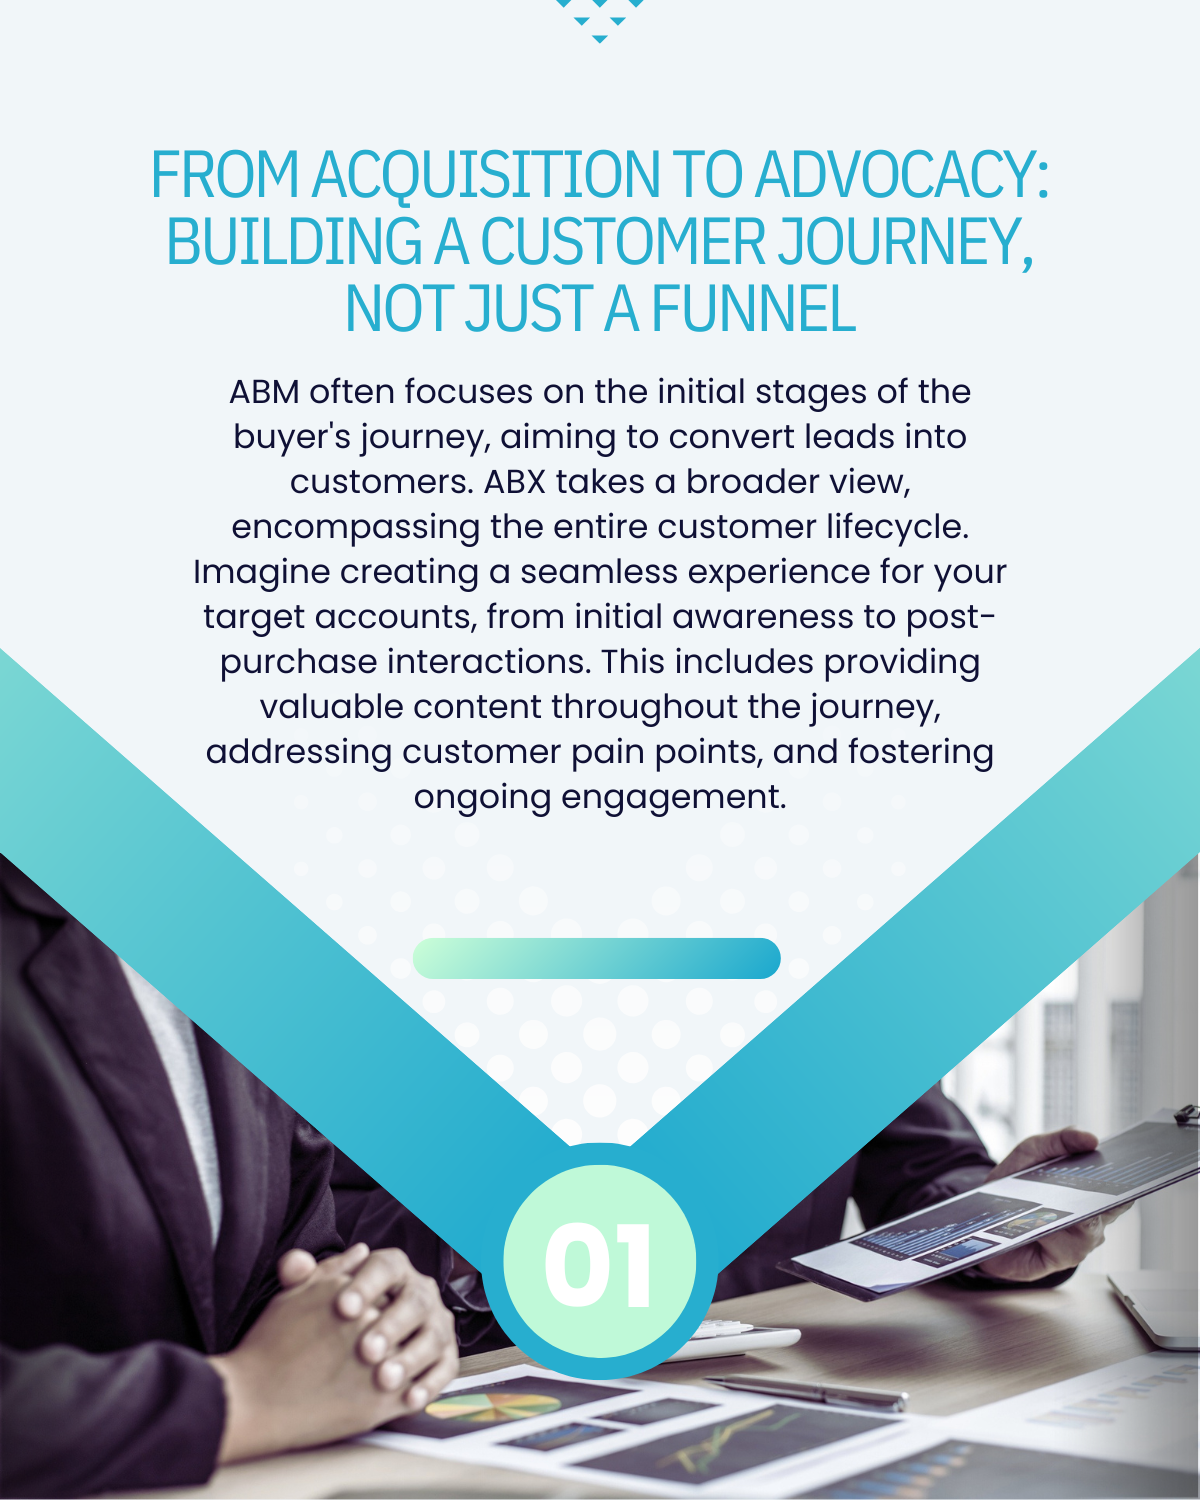 FROM ACQUISITION TO ADVOCACY:
BUILDING A CUSTOMER JOURNEY,
NOT JUST A FUNNEL
ABM often focuses on the initial stages of the
buyer's journey, aiming to convert leads into
customers. ABX takes a broader view,
encompassing the entire customer lifecycle.
Imagine creating a seamless experience for your
target accounts, from initial awareness to post-
purchase interactions. This includes providing
valuable content throughout the journey,
addressing customer pain points, and fostering
ongoing engagement.
01